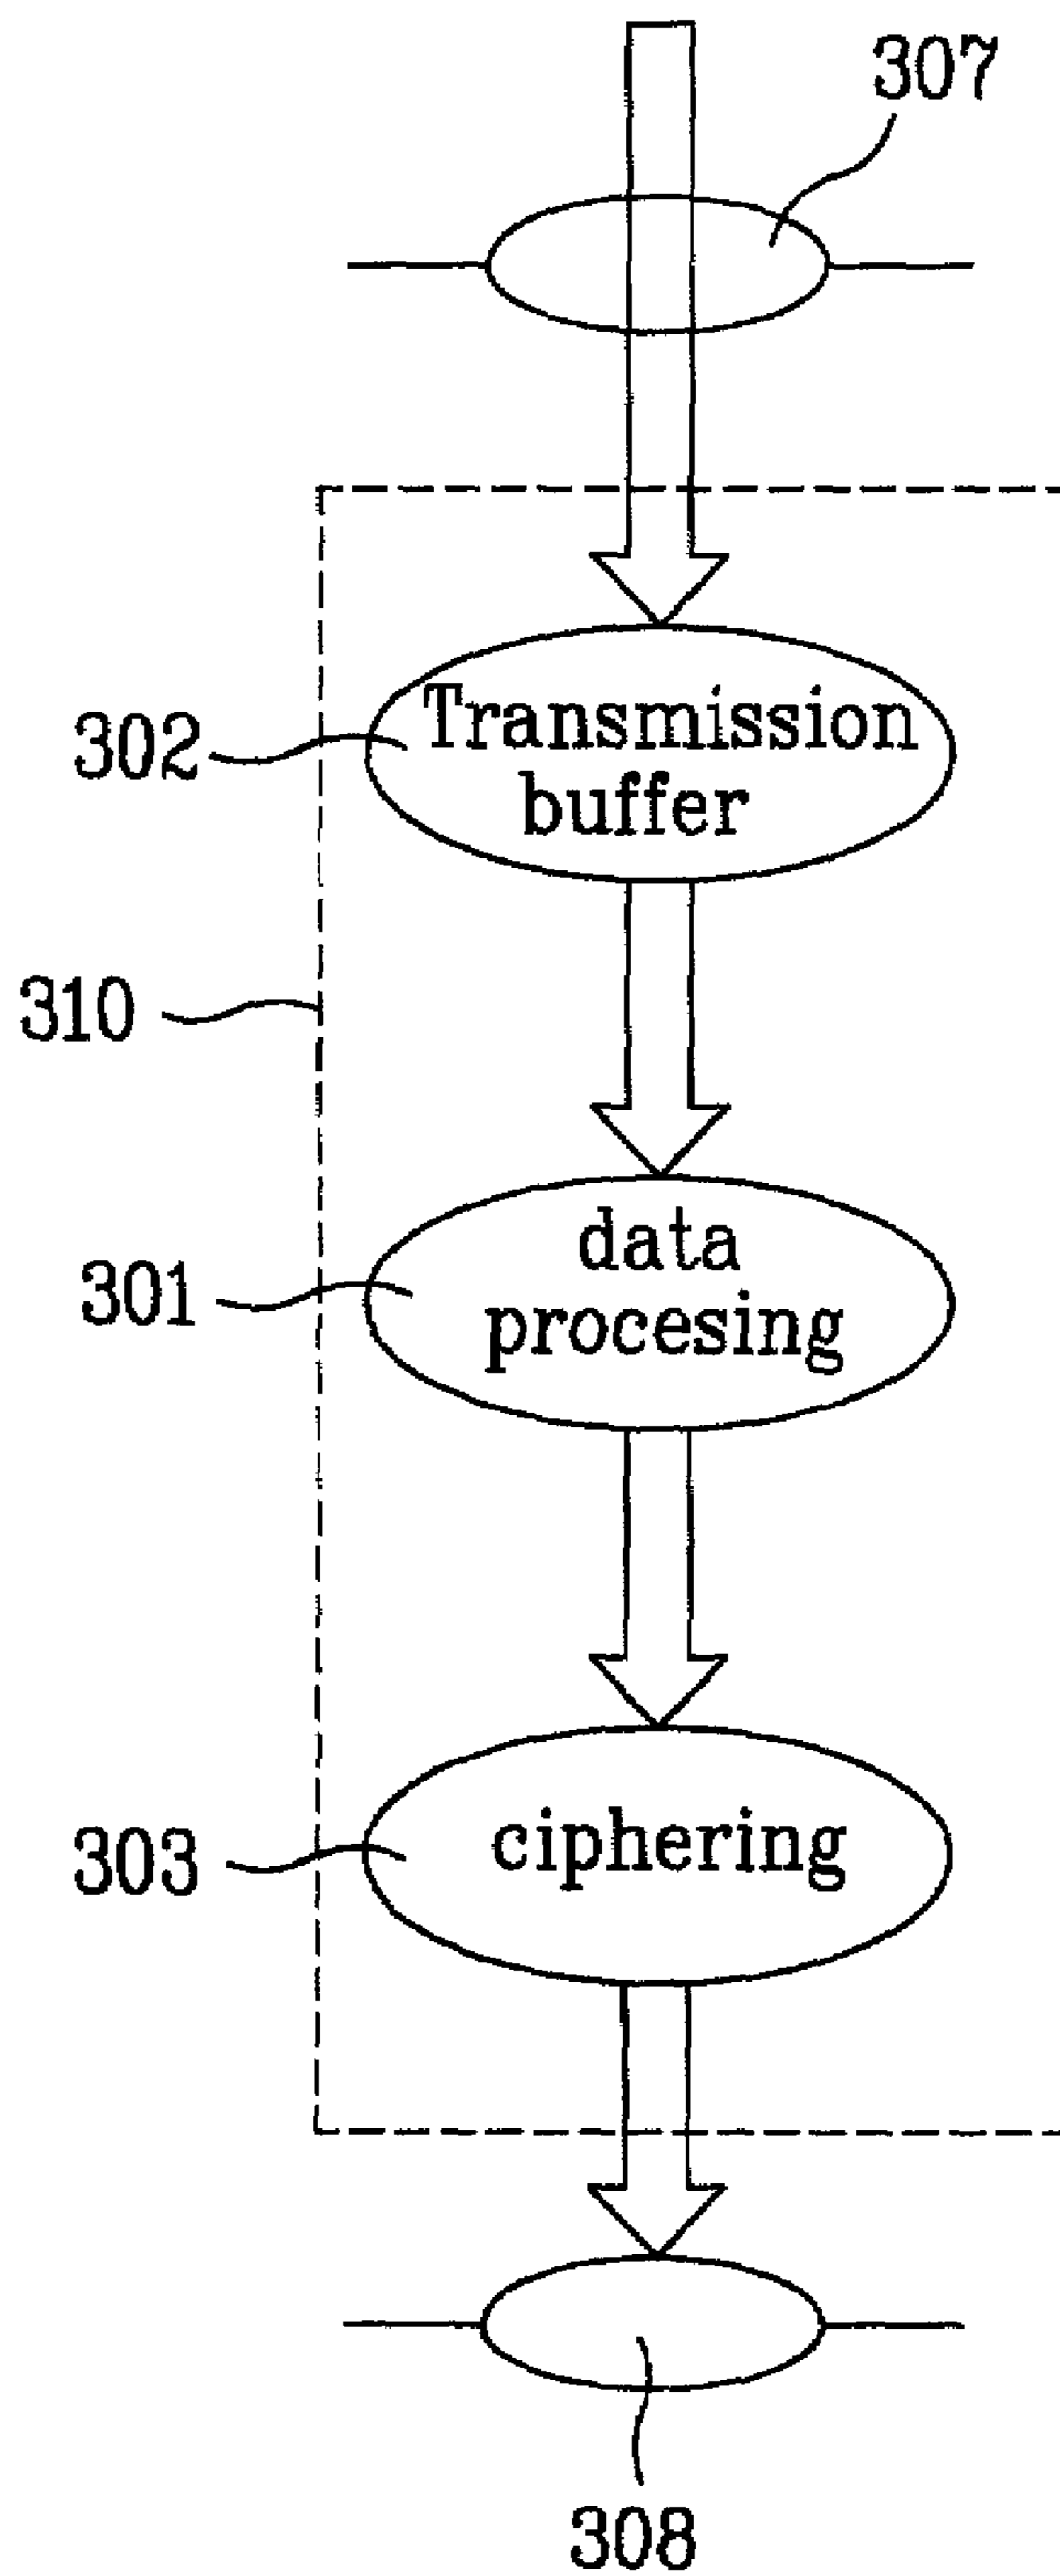 307
302
Transmission
buffer
310
301
data
procesing
303
ciphering
308